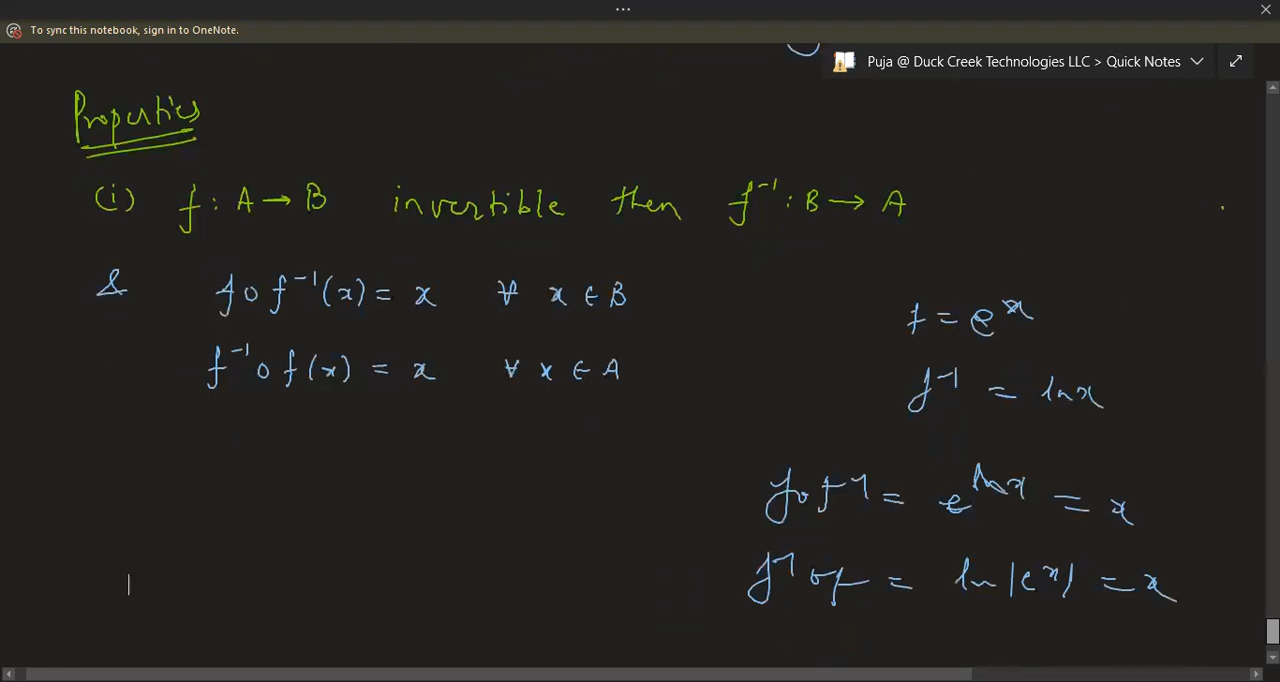 ...
To sync this notebook, sign in to OneNote.
Puja @ Duck Creek Technologies LLC > Quick Notes
Properties
(i) f : A → B invertible then f⁻¹ : B → A
& f o f⁻¹(x) = x ∀ x ∈ B
f⁻¹ o f(x) = x ∀ x ∈ A
f = eˣ
f⁻¹ = ln x
f o f⁻¹ = e^(ln x) = x
f⁻¹ o f = ln |eˣ| = x